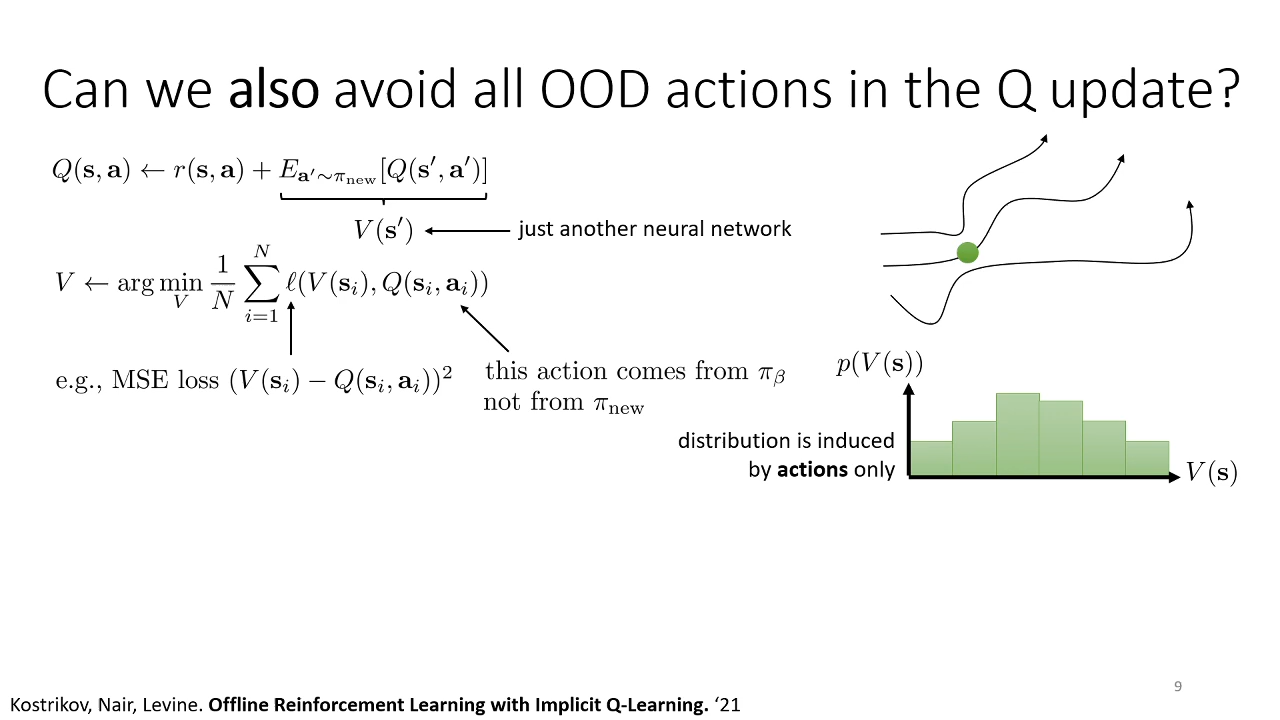 Can we also avoid all OOD actions in the Q update?
Q(s, a) ← r(s, a) + E_{a′∼π_new}[Q(s′, a′)]
V(s′)
just another neural network
V ← arg min_V 1/N ∑_{i=1}^{N} ℓ(V(s_i), Q(s_i, a_i))
e.g., MSE loss (V(s_i) − Q(s_i, a_i))²
this action comes from π_β
not from π_new
p(V(s))
distribution is induced
by actions only
V(s)
9
Kostrikov, Nair, Levine. Offline Reinforcement Learning with Implicit Q-Learning. ‘21